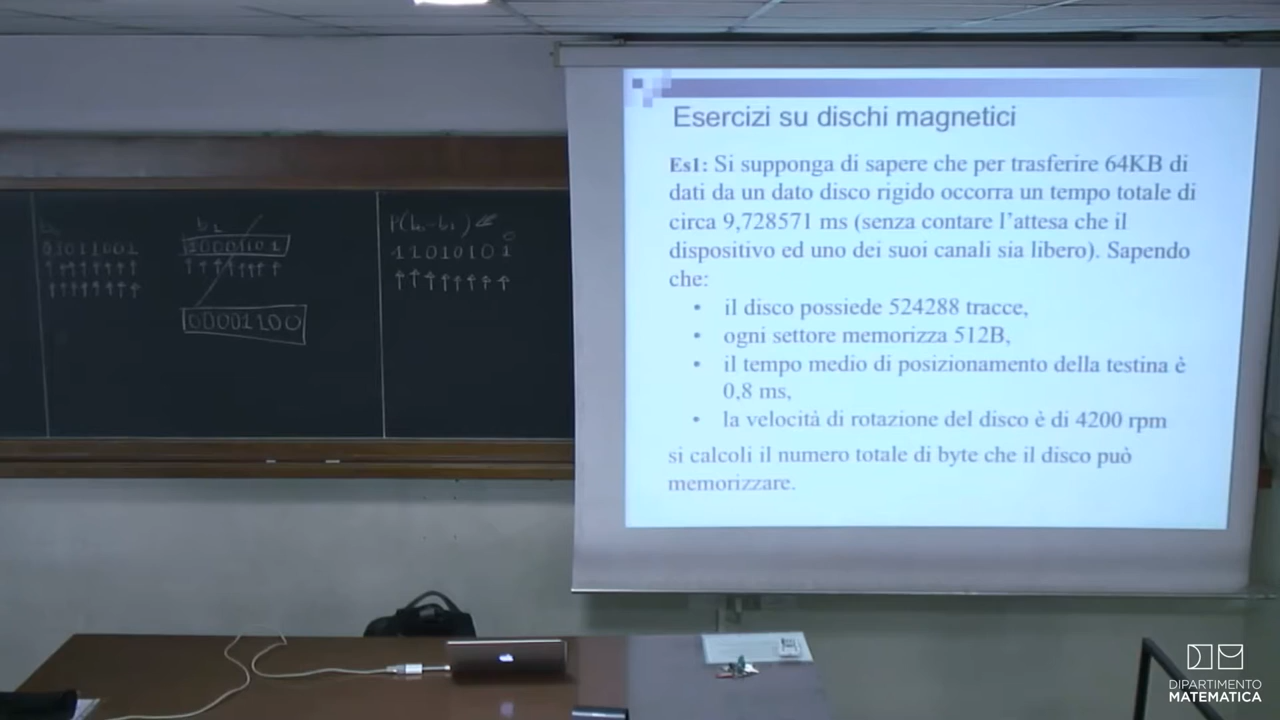 Esercizi su dischi magnetici
Es1: Si supponga di sapere che per trasferire 64KB di
dati da un dato disco rigido occorra un tempo totale di
circa 9,728571 ms (senza contare l'attesa che il
dispositivo ed uno dei suoi canali sia libero). Sapendo
che:
• il disco possiede 524288 tracce,
• ogni settore memorizza 512B,
• il tempo medio di posizionamento della testina è
0,8 ms,
• la velocità di rotazione del disco è di 4200 rpm
si calcoli il numero totale di byte che il disco può
memorizzare.
01011001
00001100
11010101
0
DIPARTIMENTO
MATEMATICA